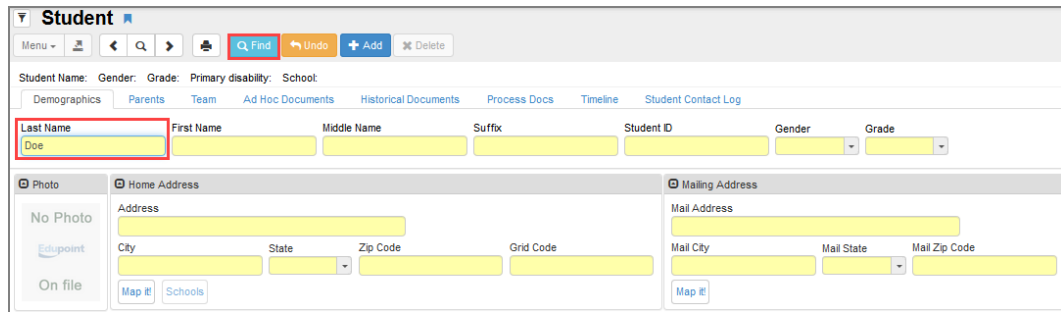 Student
Menu Find Undo Add Delete
Student Name: Gender: Grade: Primary disability: School:
Demographics Parents Team Ad Hoc Documents Historical Documents Process Docs Timeline Student Contact Log
Last Name First Name Middle Name Suffix Student ID Gender Grade
Doe
Photo Home Address Mailing Address
No Photo
Edupoint
On file
Address Mail Address
City State Zip Code Grid Code Mail City Mail State Mail Zip Code
Map it! Schools Map it!